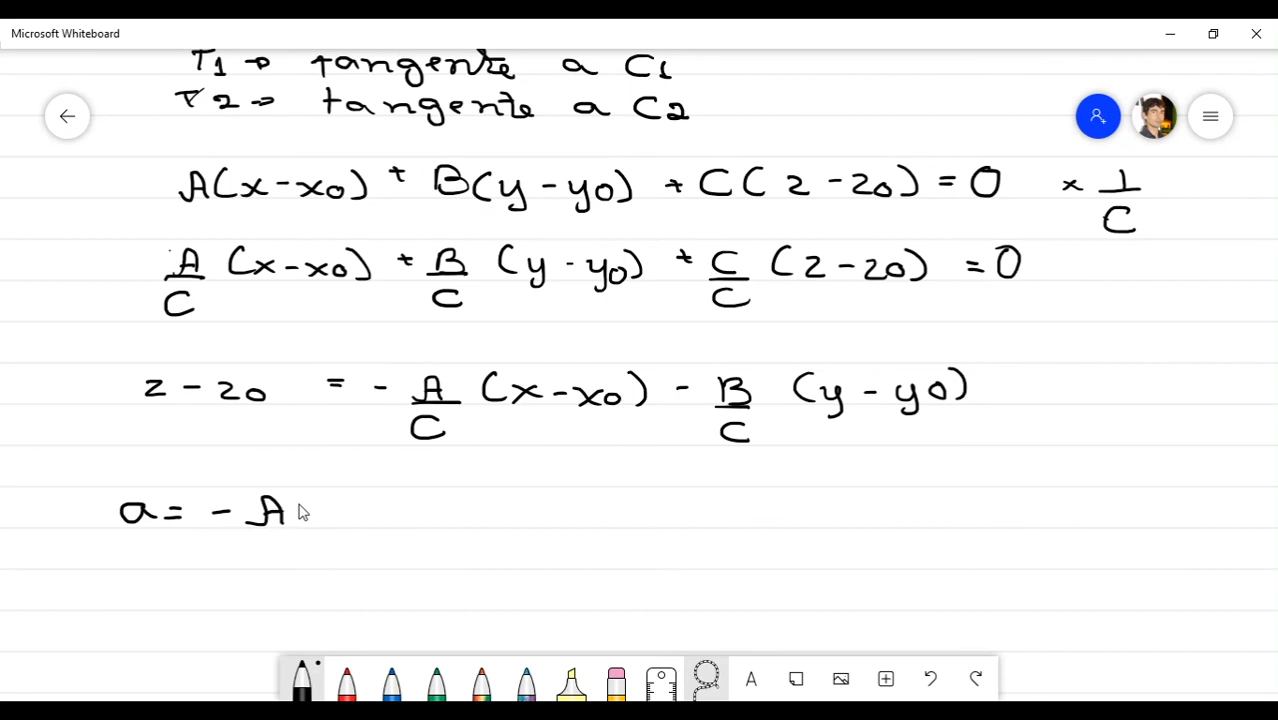 Microsoft Whiteboard
T1 → tangente a C1
T2 → tangente a C2
A(x-x0) + B(y-y0) + C(z-z0) = 0 × 1/C
A/C (x-x0) + B/C (y-y0) + C/C (z-z0) = 0
z-z0 = - A/C (x-x0) - B/C (y-y0)
a = - A